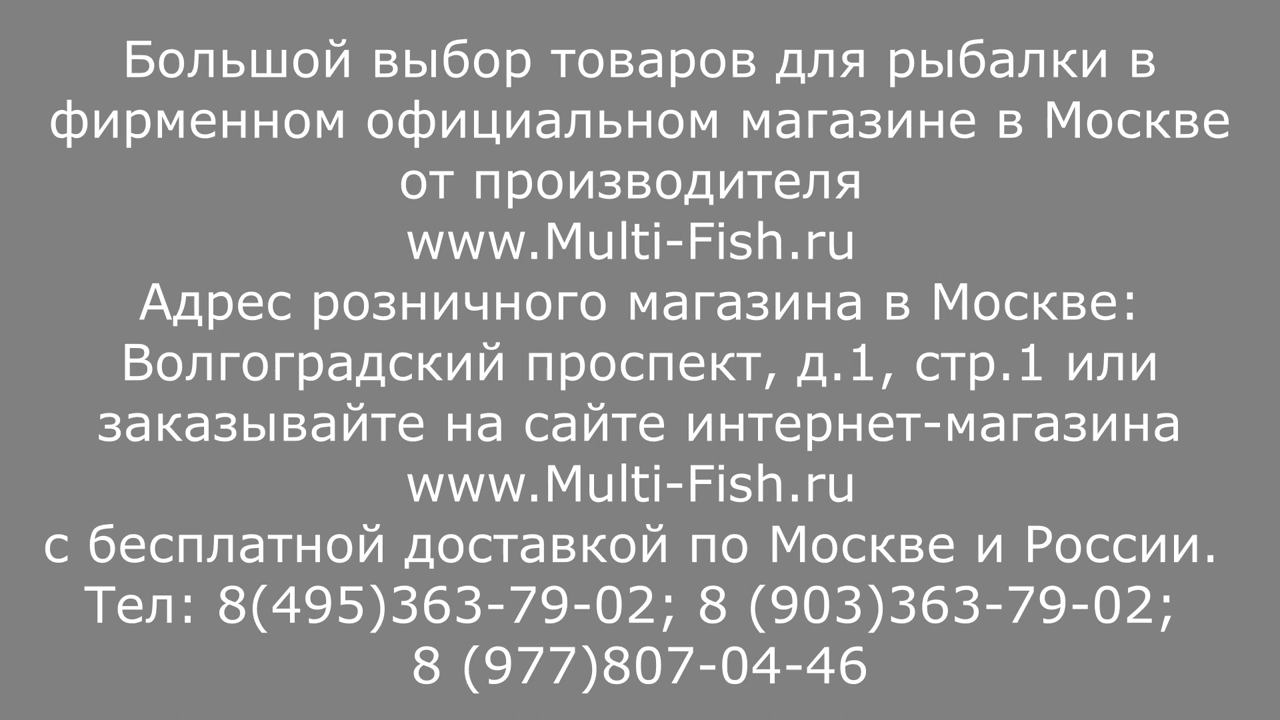 Большой выбор товаров для рыбалки в
фирменном официальном магазине в Москве
от производителя
www.Multi-Fish.ru
Адрес розничного магазина в Москве:
Волгоградский проспект, д.1, стр.1 или
заказывайте на сайте интернет-магазина
www.Multi-Fish.ru
с бесплатной доставкой по Москве и России.
Тел: 8(495)363-79-02; 8 (903)363-79-02;
8 (977)807-04-46